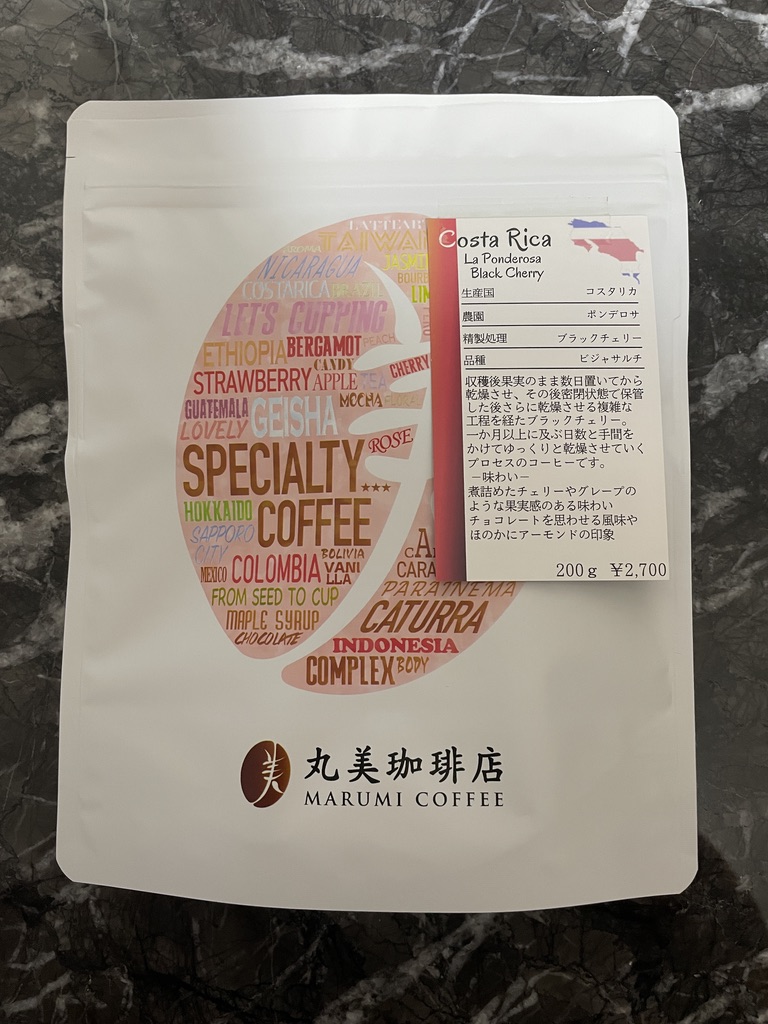 TAIWAN
NICARAGUA
COSTARICA BRAZIL
LET'S CUPPING
ETHIOPIA BERGAMOT PEACH
CANDY
CHERRY
STRAWBERRY APPLE TEA
MOCHA FLORAL
GUATEMALA GEISHA
LOVELY
ROSE
SPECIALTY
HOKKAIDO COFFEE
SAPPORO
CITY
BOLIVIA
MEXICO COLOMBIA VANI
LLA
FROM SEED TO CUP
MAPLE SYRUP
CHOCOLATE
PARAINEMA
CATURRA
INDONESIA
COMPLEX BODY
Costa Rica
La Ponderosa
Black Cherry
生産国 コスタリカ
農園 ポンデロサ
精製処理 ブラックチェリー
品種 ビジャサルチ
収穫後果実のまま数日置いてから
乾燥させ、その後密閉状態で保管
した後さらに乾燥させる複雑な
工程を経たブラックチェリー。
一か月以上に及ぶ日数と手間を
かけてゆっくりと乾燥させていく
プロセスのコーヒーです。
―味わい―
煮詰めたチェリーやグレープの
ような果実感のある味わい
チョコレートを思わせる風味や
ほのかにアーモンドの印象
200g ¥2,700
美
丸美珈琲店
MARUMI COFFEE